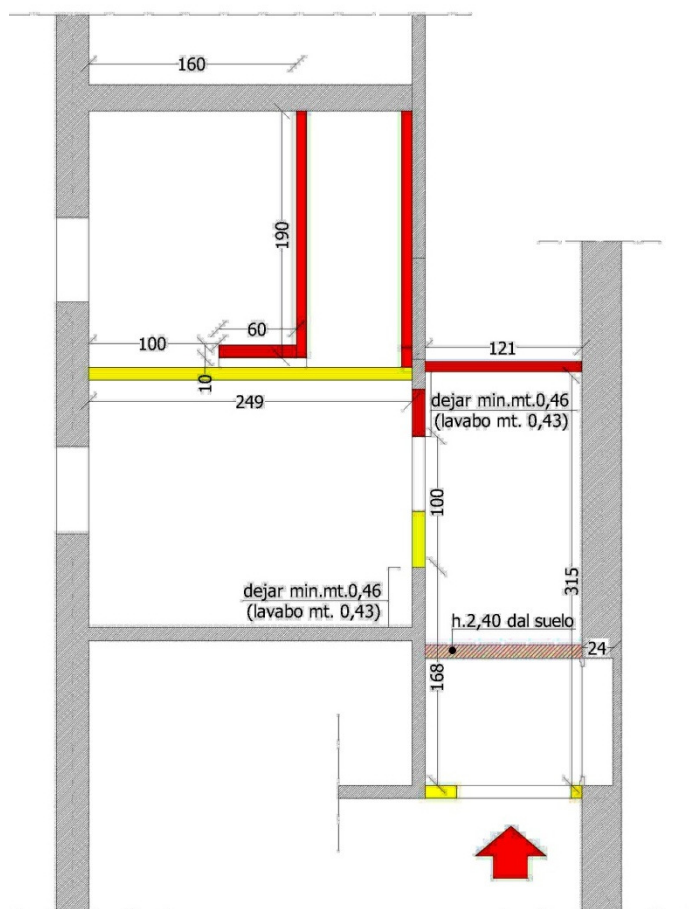 160
190
60
100
10
249
121
dejar min.mt.0,46
(lavabo mt. 0,43)
100
315
dejar min.mt.0,46
(lavabo mt. 0,43)
h.2,40 dal suelo
24
168